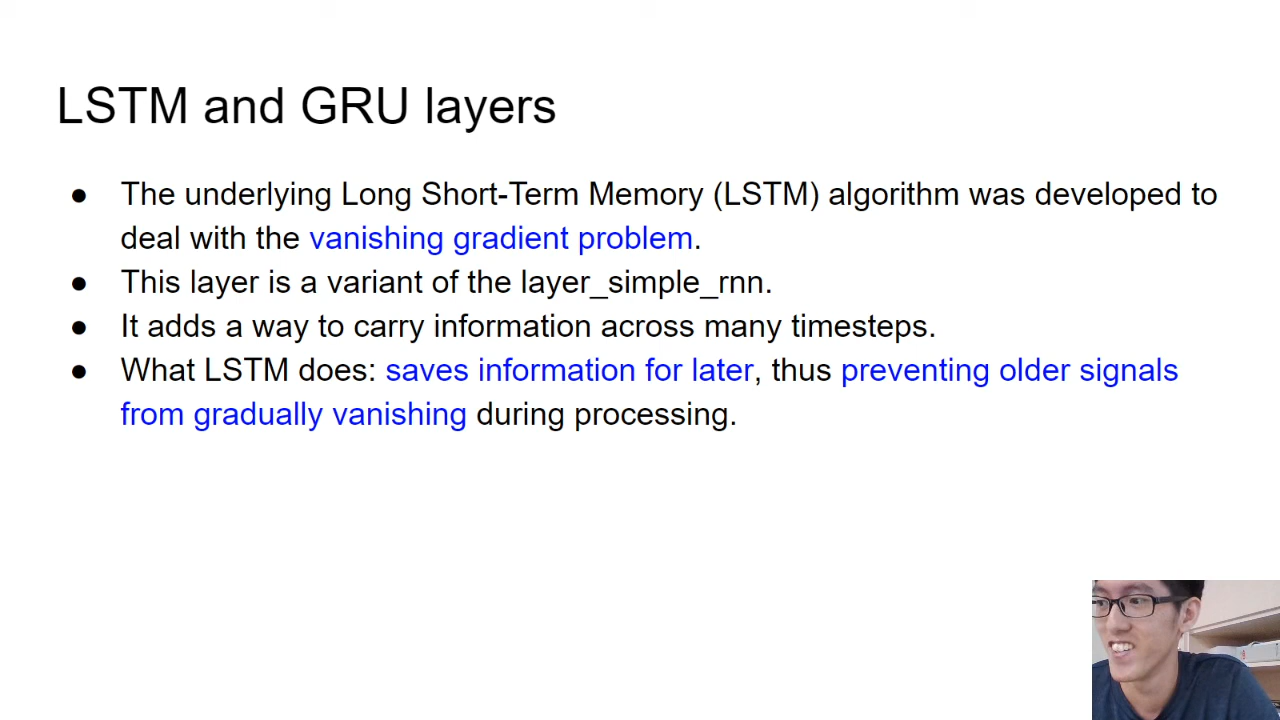 LSTM and GRU layers
● The underlying Long Short-Term Memory (LSTM) algorithm was developed to
deal with the vanishing gradient problem.
● This layer is a variant of the layer_simple_rnn.
● It adds a way to carry information across many timesteps.
● What LSTM does: saves information for later, thus preventing older signals
from gradually vanishing during processing.